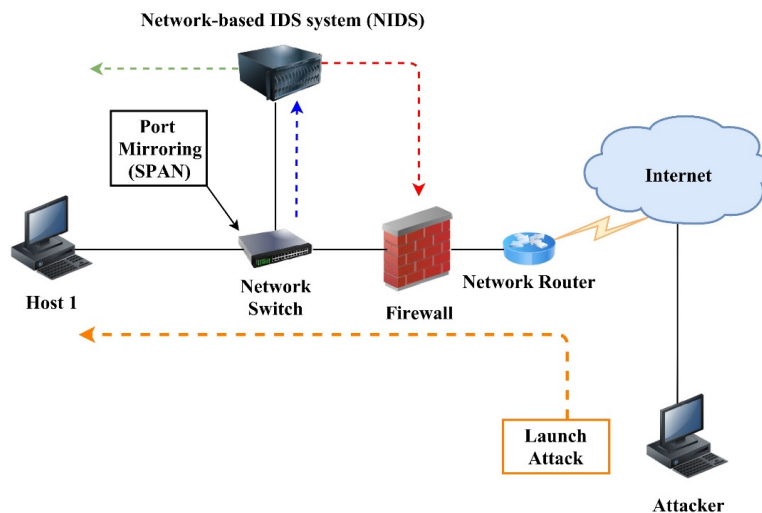 Network-based IDS system (NIDS)
Port
Mirroring
(SPAN)
Internet
Host 1
Network
Switch
Firewall
Network Router
Launch
Attack
Attacker